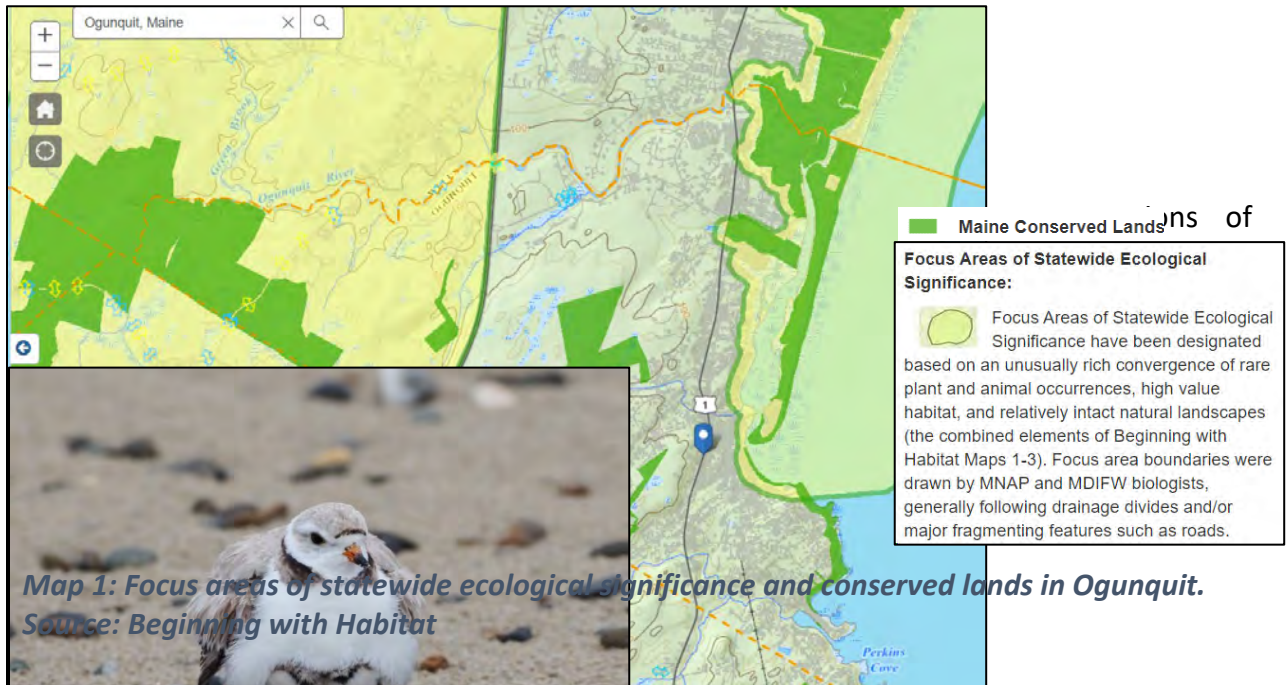 Ogunquit, Maine
Green Brook
Ogunquit River
400
OGUNQUIT
1
Perkins
Cove
Maine Conserved Lands
ons of
Focus Areas of Statewide Ecological
Significance:
Focus Areas of Statewide Ecological
Significance have been designated
based on an unusually rich convergence of rare
plant and animal occurrences, high value
habitat, and relatively intact natural landscapes
(the combined elements of Beginning with
Habitat Maps 1-3). Focus area boundaries were
drawn by MNAP and MDIFW biologists,
generally following drainage divides and/or
major fragmenting features such as roads.
Map 1: Focus areas of statewide ecological significance and conserved lands in Ogunquit.
Source: Beginning with Habitat